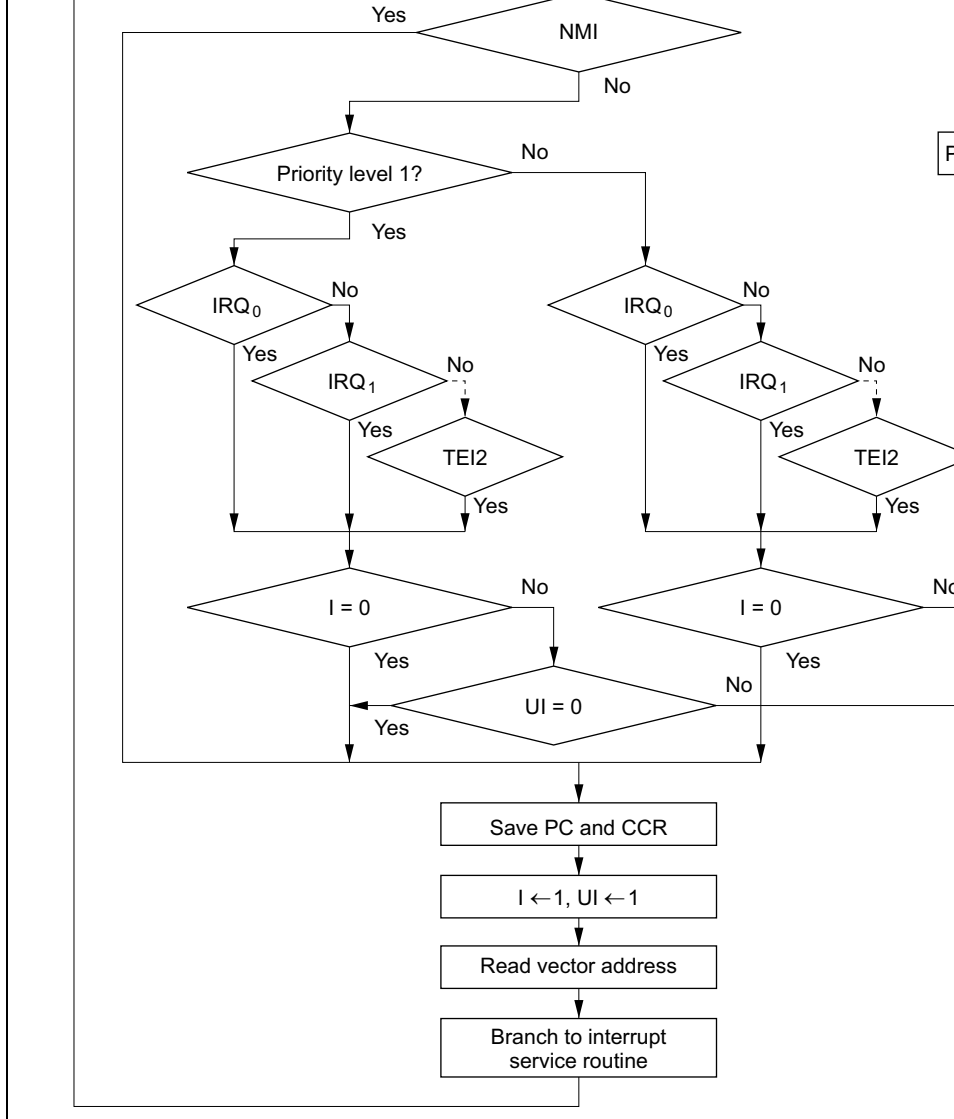 Yes
NMI
No
Priority level 1?
No
Yes
IRQ0
No
IRQ0
No
Yes
IRQ1
No
Yes
IRQ1
No
Yes
TEI2
Yes
TEI2
Yes
Yes
I = 0
No
I = 0
No
Yes
Yes
UI = 0
No
Yes
Save PC and CCR
I ← 1, UI ← 1
Read vector address
Branch to interrupt
service routine